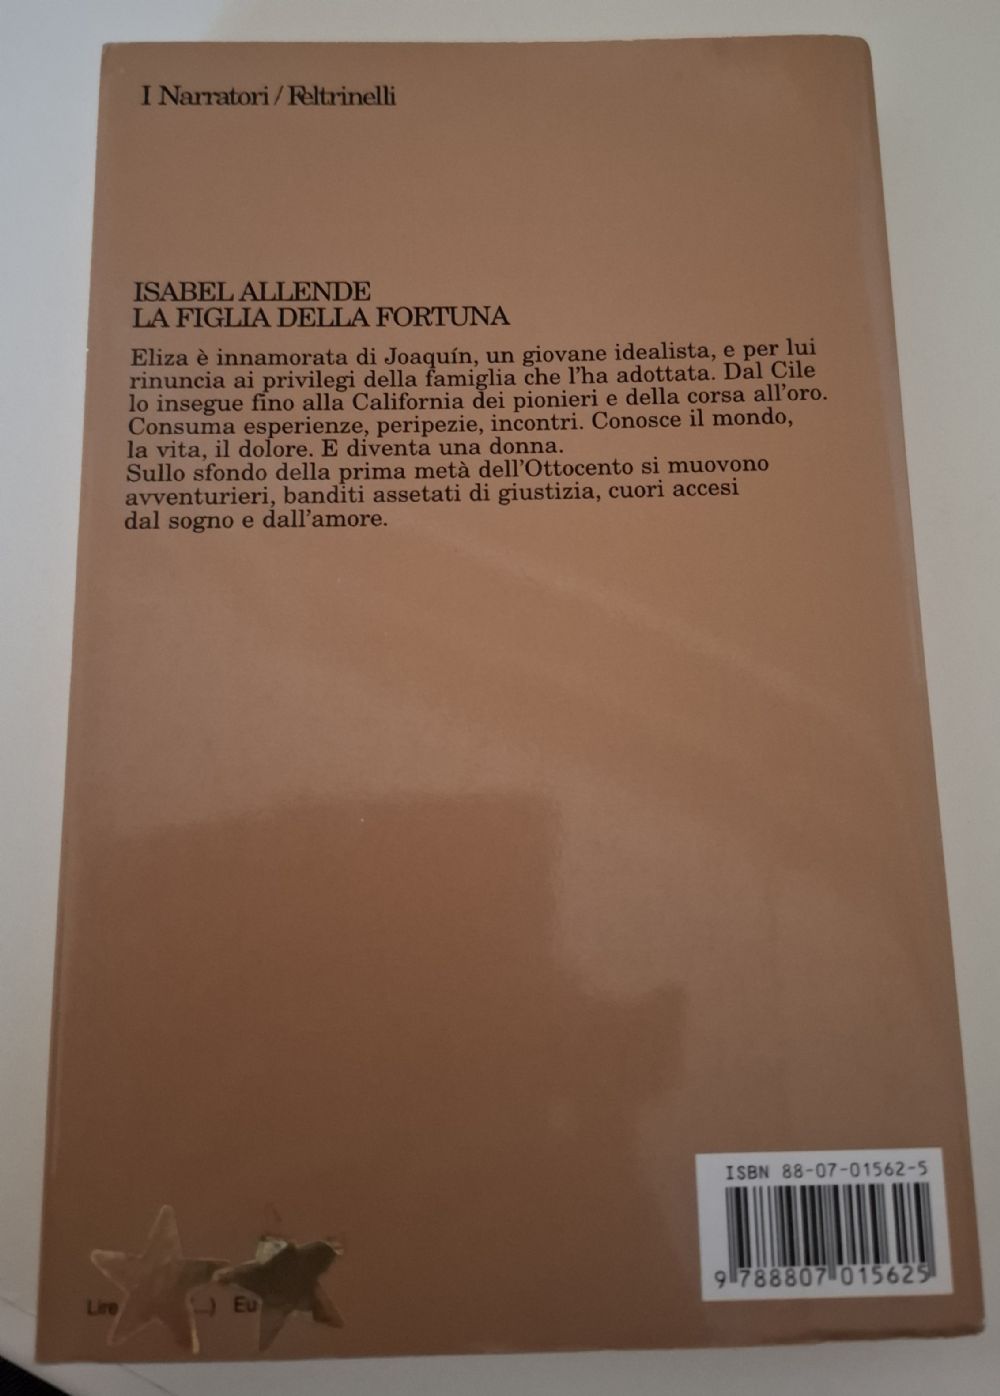 I Narratori / Feltrinelli
ISABEL ALLENDE
LA FIGLIA DELLA FORTUNA
Eliza è innamorata di Joaquín, un giovane idealista, e per lui
rinuncia ai privilegi della famiglia che l'ha adottata. Dal Cile
lo insegue fino alla California dei pionieri e della corsa all'oro.
Consuma esperienze, peripezie, incontri. Conosce il mondo,
la vita, il dolore. E diventa una donna.
Sullo sfondo della prima metà dell'Ottocento si muovono
avventurieri, banditi assetati di giustizia, cuori accesi
dal sogno e dall'amore.
ISBN 88-07-01562-5
9 788807 015625
Lire ...) Eu